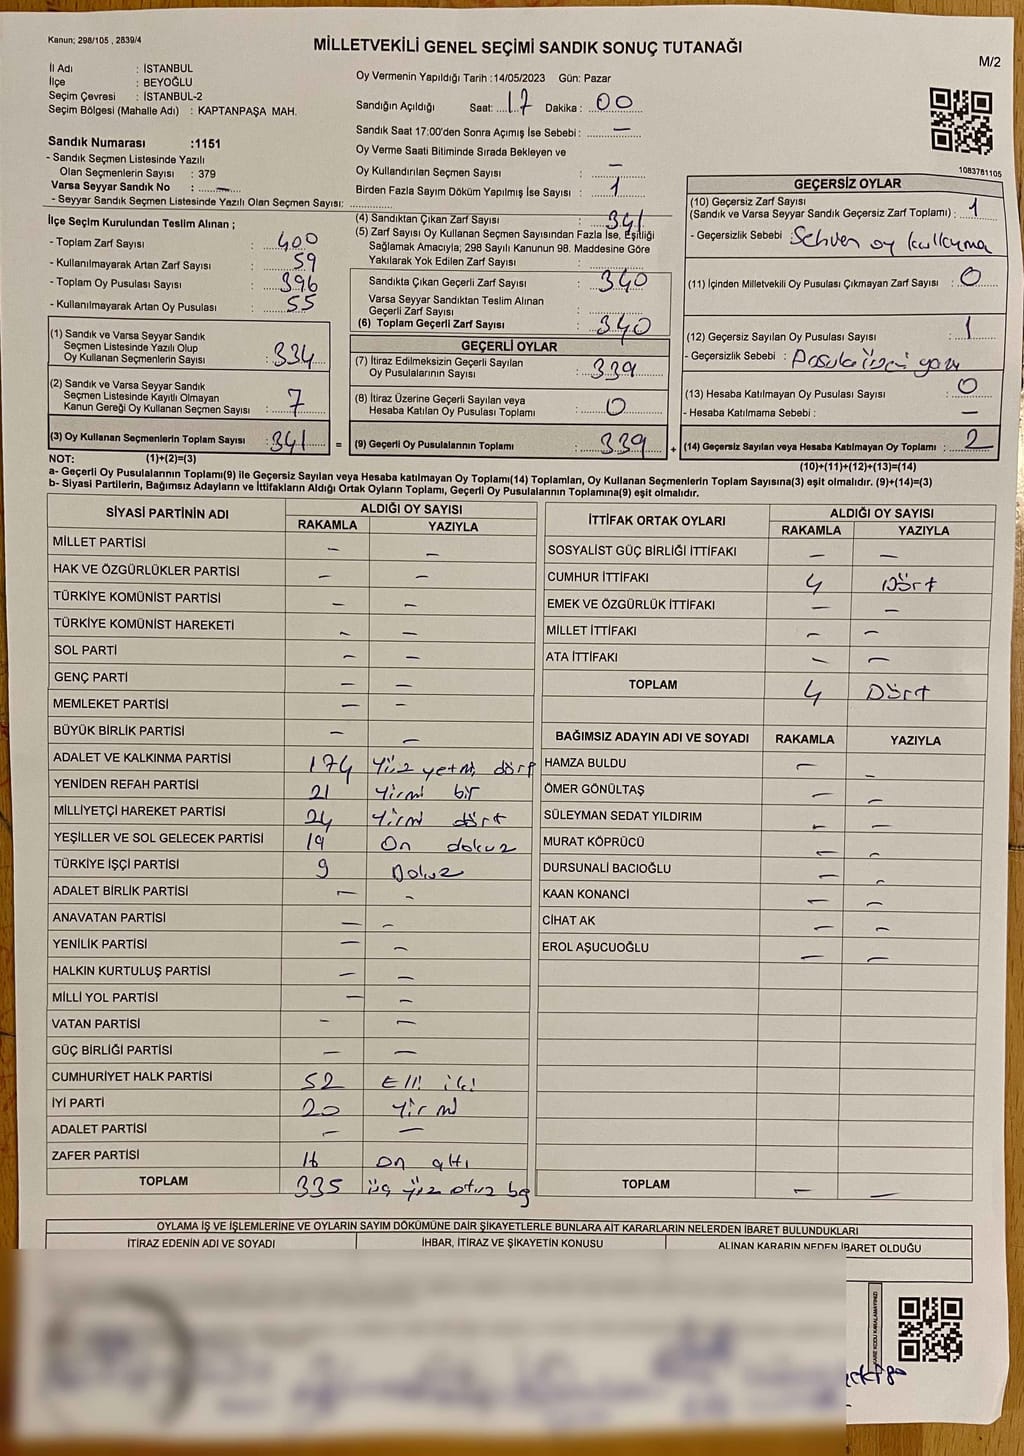 Kanun; 298/105 , 2839/4
MİLLETVEKİLİ GENEL SEÇİMİ SANDIK SONUÇ TUTANAĞI
M/2
İl Adı : İSTANBUL
İlçe : BEYOĞLU
Seçim Çevresi : İSTANBUL-2
Seçim Bölgesi (Mahalle Adı) : KAPTANPAŞA MAH.
Sandık Numarası :1151
- Sandık Seçmen Listesinde Yazılı
Olan Seçmenlerin Sayısı : 379
Varsa Seyyar Sandık No : —
- Seyyar Sandık Seçmen Listesinde Yazılı Olan Seçmen Sayısı:
Oy Vermenin Yapıldığı Tarih :14/05/2023 Gün: Pazar
Sandığın Açıldığı Saat: 17 Dakika : 00
Sandık Saat 17:00'den Sonra Açımış İse Sebebi : —
Oy Verme Saati Bitiminde Sırada Bekleyen ve
Oy Kullandırılan Seçmen Sayısı : —
Birden Fazla Sayım Döküm Yapılmış İse Sayısı : 1
1083781105
İlçe Seçim Kurulundan Teslim Alınan ;
- Toplam Zarf Sayısı : 400
- Kullanılmayarak Artan Zarf Sayısı : 59
- Toplam Oy Pusulası Sayısı : 396
- Kullanılmayarak Artan Oy Pusulası : 55
(1) Sandık ve Varsa Seyyar Sandık
Seçmen Listesinde Yazılı Olup
Oy Kullanan Seçmenlerin Sayısı : 334
(2) Sandık ve Varsa Seyyar Sandık
Seçmen Listesinde Kayıtlı Olmayan
Kanun Gereği Oy Kullanan Seçmen Sayısı : 7
(3) Oy Kullanan Seçmenlerin Toplam Sayısı : 341 =
(4) Sandıktan Çıkan Zarf Sayısı : 341
(5) Zarf Sayısı Oy Kullanan Seçmen Sayısından Fazla İse, Eşitliği
Sağlamak Amacıyla; 298 Sayılı Kanunun 98. Maddesine Göre
Yakılarak Yok Edilen Zarf Sayısı :
Sandıkta Çıkan Geçerli Zarf Sayısı : 340
Varsa Seyyar Sandıktan Teslim Alınan
Geçerli Zarf Sayısı :
(6) Toplam Geçerli Zarf Sayısı : 340
GEÇERLİ OYLAR
(7) İtiraz Edilmeksizin Geçerli Sayılan
Oy Pusulalarının Sayısı : 339
(8) İtiraz Üzerine Geçerli Sayılan veya
Hesaba Katılan Oy Pusulası Toplamı : 0
(9) Geçerli Oy Pusulalarının Toplamı : 339 +
GEÇERSİZ OYLAR
(10) Geçersiz Zarf Sayısı
(Sandık ve Varsa Seyyar Sandık Geçersiz Zarf Toplamı) : 1
- Geçersizlik Sebebi : Sehven oy kullanma
(11) İçinden Milletvekili Oy Pusulası Çıkmayan Zarf Sayısı : 0
(12) Geçersiz Sayılan Oy Pusulası Sayısı : 1
- Geçersizlik Sebebi : Pusula üzeri yazı
(13) Hesaba Katılmayan Oy Pusulası Sayısı : 0
- Hesaba Katılmama Sebebi : —
(14) Geçersiz Sayılan veya Hesaba Katılmayan Oy Toplamı : 2
NOT: (1)+(2)=(3)
(10)+(11)+(12)+(13)=(14)
a- Geçerli Oy Pusulalarının Toplamı(9) ile Geçersiz Sayılan veya Hesaba Katılmayan Oy Toplamı(14) Toplamları, Oy Kullanan Seçmenlerin Toplam Sayısına(3) eşit olmalıdır. (9)+(14)=(3)
b- Siyasi Partilerin, Bağımsız Adayların ve İttifakların Aldığı Ortak Oyların Toplamı, Geçerli Oy Pusulalarının Toplamına(9) eşit olmalıdır.
SİYASİ PARTİNİN ADI ALDIĞI OY SAYISI
RAKAMLA YAZIYLA
MİLLET PARTİSİ — —
HAK VE ÖZGÜRLÜKLER PARTİSİ — —
TÜRKİYE KOMÜNİST PARTİSİ — —
TÜRKİYE KOMÜNİST HAREKETİ — —
SOL PARTİ — —
GENÇ PARTİ — —
MEMLEKET PARTİSİ — —
BÜYÜK BİRLİK PARTİSİ — —
ADALET VE KALKINMA PARTİSİ 174 Yüz yetmi dört
YENİDEN REFAH PARTİSİ 21 Yirmi bir
MİLLİYETÇİ HAREKET PARTİSİ 24 Yirmi dört
YEŞİLLER VE SOL GELECEK PARTİSİ 19 On dokuz
TÜRKİYE İŞÇİ PARTİSİ 9 Dokuz
ADALET BİRLİK PARTİSİ — —
ANAVATAN PARTİSİ — —
YENİLİK PARTİSİ — —
HALKIN KURTULUŞ PARTİSİ — —
MİLLİ YOL PARTİSİ — —
VATAN PARTİSİ — —
GÜÇ BİRLİĞİ PARTİSİ — —
CUMHURİYET HALK PARTİSİ 52 Elli iki
İYİ PARTİ 20 Yirmi
ADALET PARTİSİ — —
ZAFER PARTİSİ 16 On altı
TOPLAM 335 üç yüz otuz beş
İTTİFAK ORTAK OYLARI ALDIĞI OY SAYISI
RAKAMLA YAZIYLA
SOSYALİST GÜÇ BİRLİĞİ İTTİFAKI — —
CUMHUR İTTİFAKI 4 Dört
EMEK VE ÖZGÜRLÜK İTTİFAKI — —
MİLLET İTTİFAKI — —
ATA İTTİFAKI — —
TOPLAM 4 Dört
BAĞIMSIZ ADAYIN ADI VE SOYADI RAKAMLA YAZIYLA
HAMZA BULDU — —
ÖMER GÖNÜLTAŞ — —
SÜLEYMAN SEDAT YILDIRIM — —
MURAT KÖPRÜCÜ — —
DURSUNALİ BACIOĞLU — —
KAAN KONANCİ — —
CİHAT AK — —
EROL AŞUCUOĞLU — —
TOPLAM — —
OYLAMA İŞ VE İŞLEMLERİNE VE OYLARIN SAYIM DÖKÜMÜNE DAİR ŞİKAYETLERLE BUNLARA AİT KARARLARIN NELERDEN İBARET BULUNDUKLARI
İTİRAZ EDENİN ADI VE SOYADI İHBAR, İTİRAZ VE ŞİKAYETİN KONUSU ALINAN KARARIN NEDEN İBARET OLDUĞU